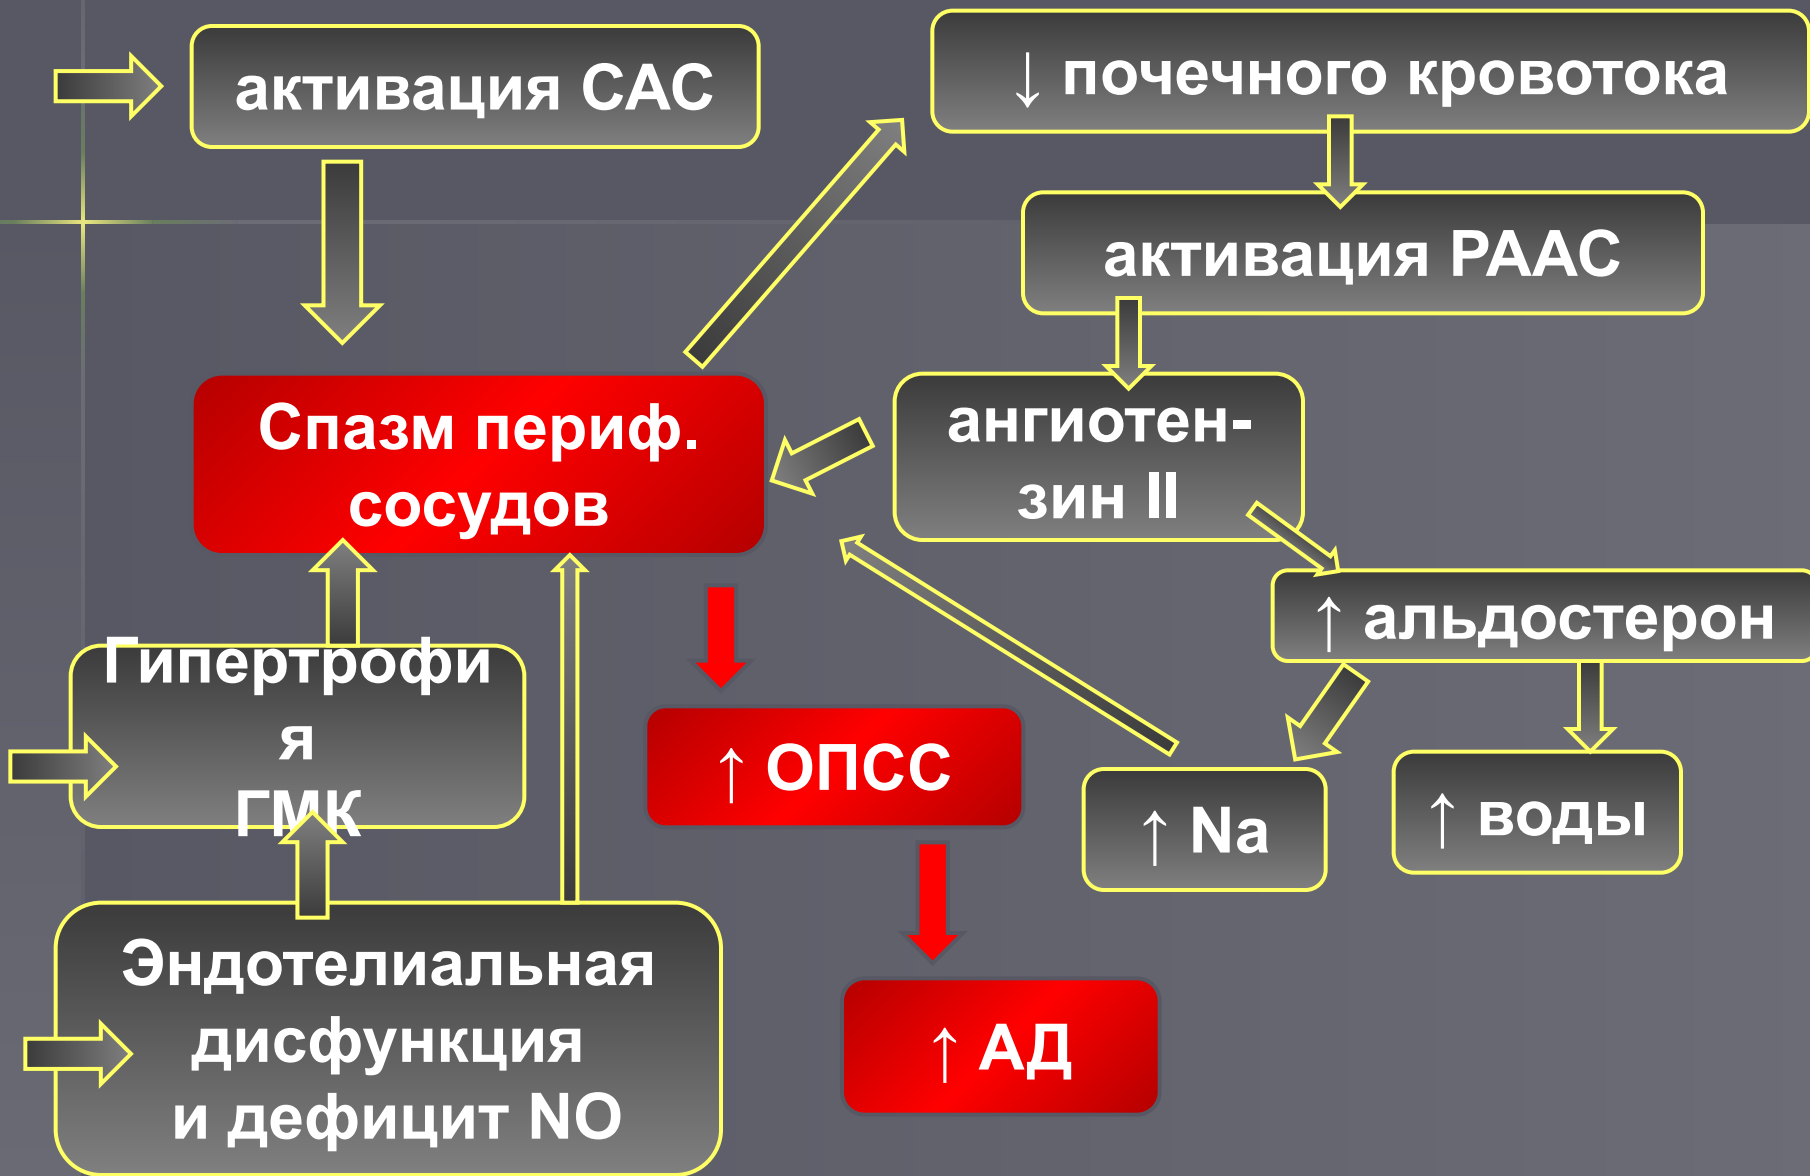 активация САС
↓ почечного кровотока
активация РААС
Спазм периф.
сосудов
ангиотен-
зин II
↑ альдостерон
Гипертрофи
я
ГМК
↑ ОПСС
↑ Na
↑ воды
Эндотелиальная
дисфункция
и дефицит NO
↑ АД